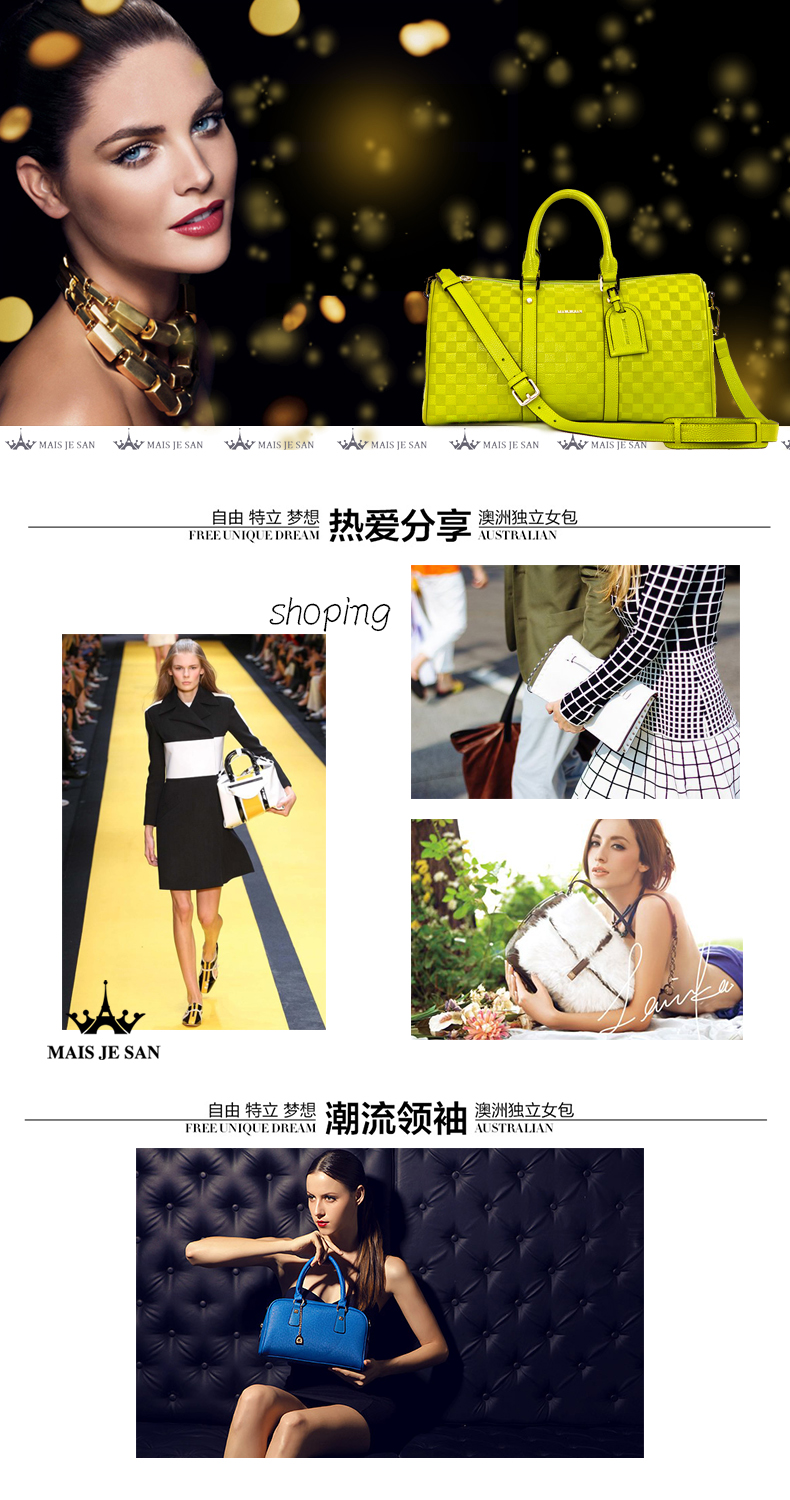 MAIS JE SAN MAIS JE SAN MAIS JE SAN MAIS JE SAN MAIS JE SAN MAIS JE SAN
自由 特立 梦想 热爱分享 澳洲独立女包
FREE UNIQUE DREAM AUSTRALIAN
shoping
Lainka
MAIS JE SAN
自由 特立 梦想 潮流领袖 澳洲独立女包
FREE UNIQUE DREAM AUSTRALIAN